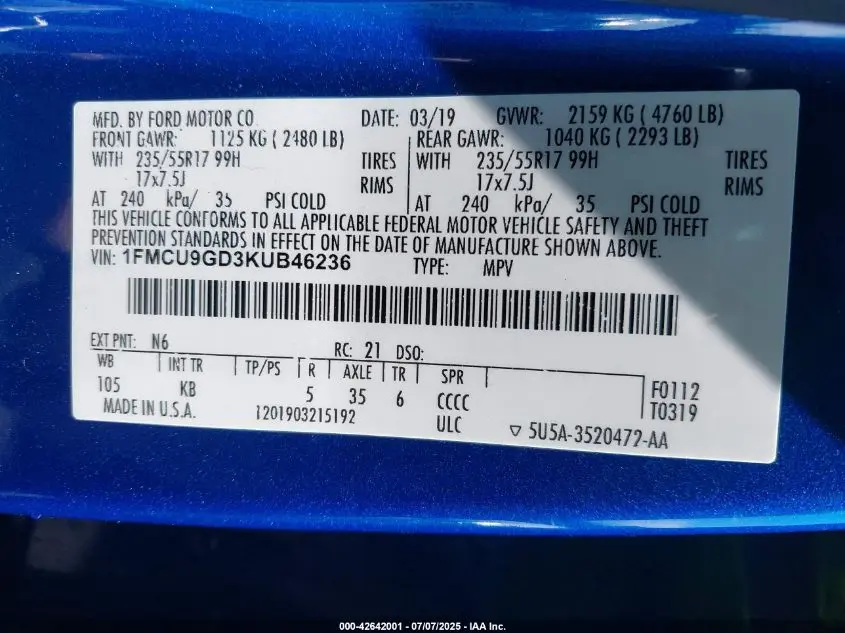 MFD. BY FORD MOTOR CO. DATE: 03/19 GVWR: 2159 KG ( 4760 LB)
FRONT GAWR: 1125 KG ( 2480 LB) REAR GAWR: 1040 KG ( 2293 LB)
WITH 235/55R17 99H TIRES WITH 235/55R17 99H TIRES
17x7.5J RIMS 17x7.5J RIMS
AT 240 kPa/ 35 PSI COLD AT 240 kPa/ 35 PSI COLD
THIS VEHICLE CONFORMS TO ALL APPLICABLE FEDERAL MOTOR VEHICLE SAFETY AND THEFT
PREVENTION STANDARDS IN EFFECT ON THE DATE OF MANUFACTURE SHOWN ABOVE.
VIN: 1FMCU9GD3KUB46236 TYPE: MPV
EXT PNT: N6 RC: 21 DSO:
WB INT TR TP/PS R AXLE TR SPR
105 KB 5 35 6 CCCC F0112
MADE IN U.S.A. 1201903215192 ULC T0319
5U5A-3520472-AA
000-42642001 - 07/07/2025 - IAA Inc.